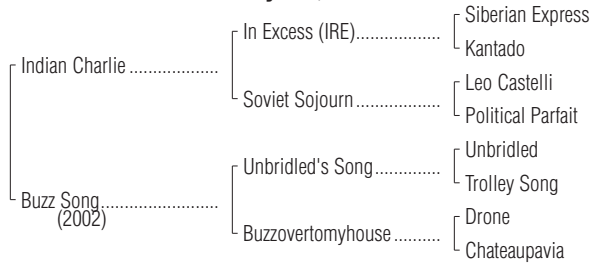 Siberian Express
In Excess (IRE)..................
Kantado
Indian Charlie ...................
Leo Castelli
Soviet Sojourn..................
Political Parfait
Unbridled
Unbridled's Song..............
Trolley Song
Buzz Song.........................
(2002)
Drone
Buzzovertomyhouse..........
Chateaupavia